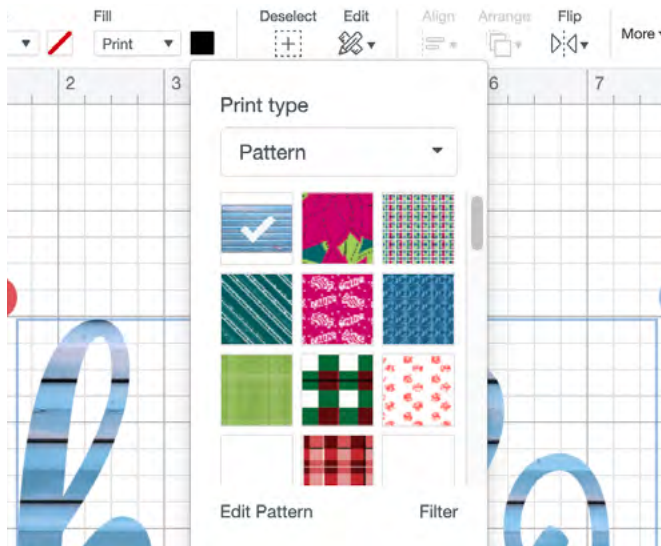 Fill Deselect Edit Align Arrange Flip
Print More
2 3 6 7
Print type
Pattern
Edit Pattern Filter